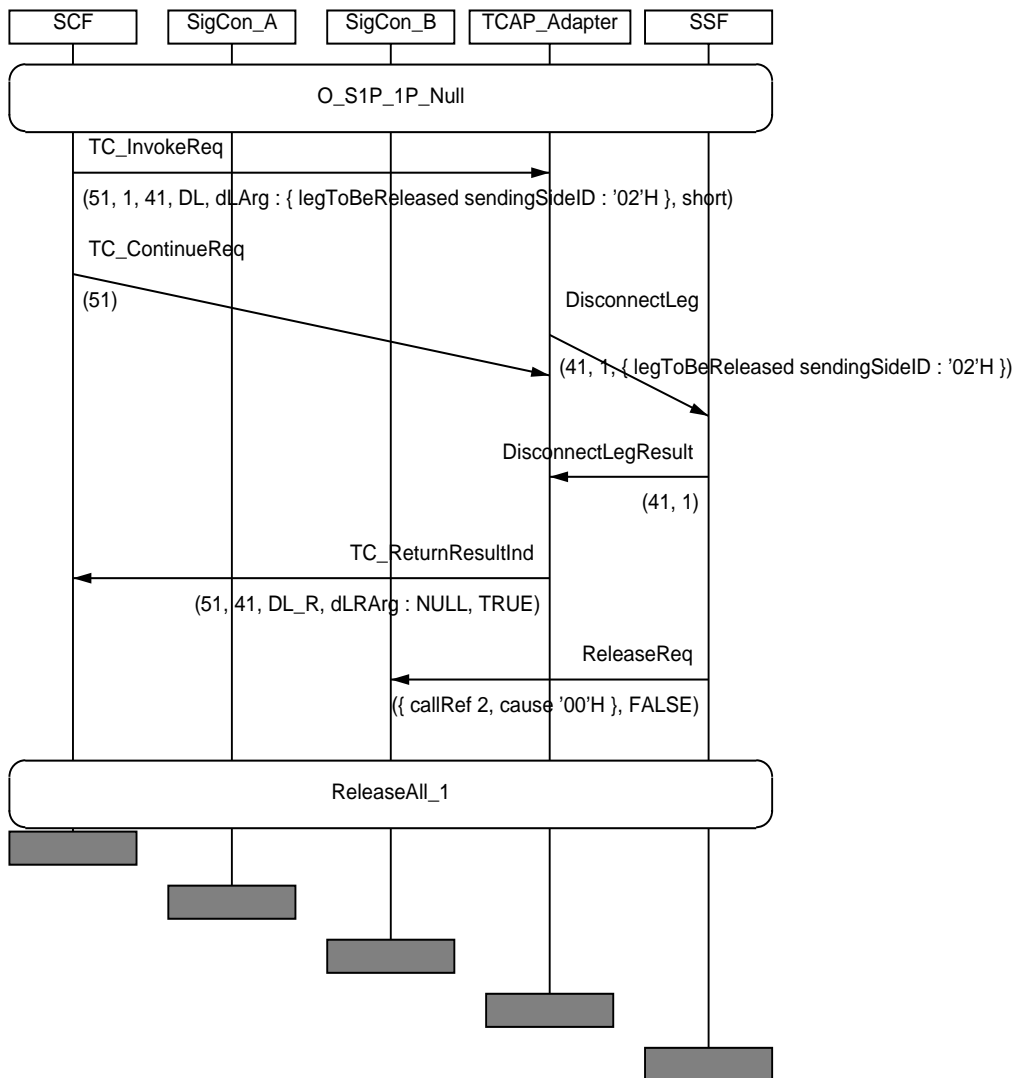 SCF SigCon_A SigCon_B TCAP_Adapter SSF
O_S1P_1P_Null
TC_InvokeReq
(51, 1, 41, DL, dLArg : { legToBeReleased sendingSideID : '02'H }, short)
TC_ContinueReq
(51)
DisconnectLeg
(41, 1, { legToBeReleased sendingSideID : '02'H })
DisconnectLegResult
(41, 1)
TC_ReturnResultInd
(51, 41, DL_R, dLRArg : NULL, TRUE)
ReleaseReq
({ callRef 2, cause '00'H }, FALSE)
ReleaseAll_1